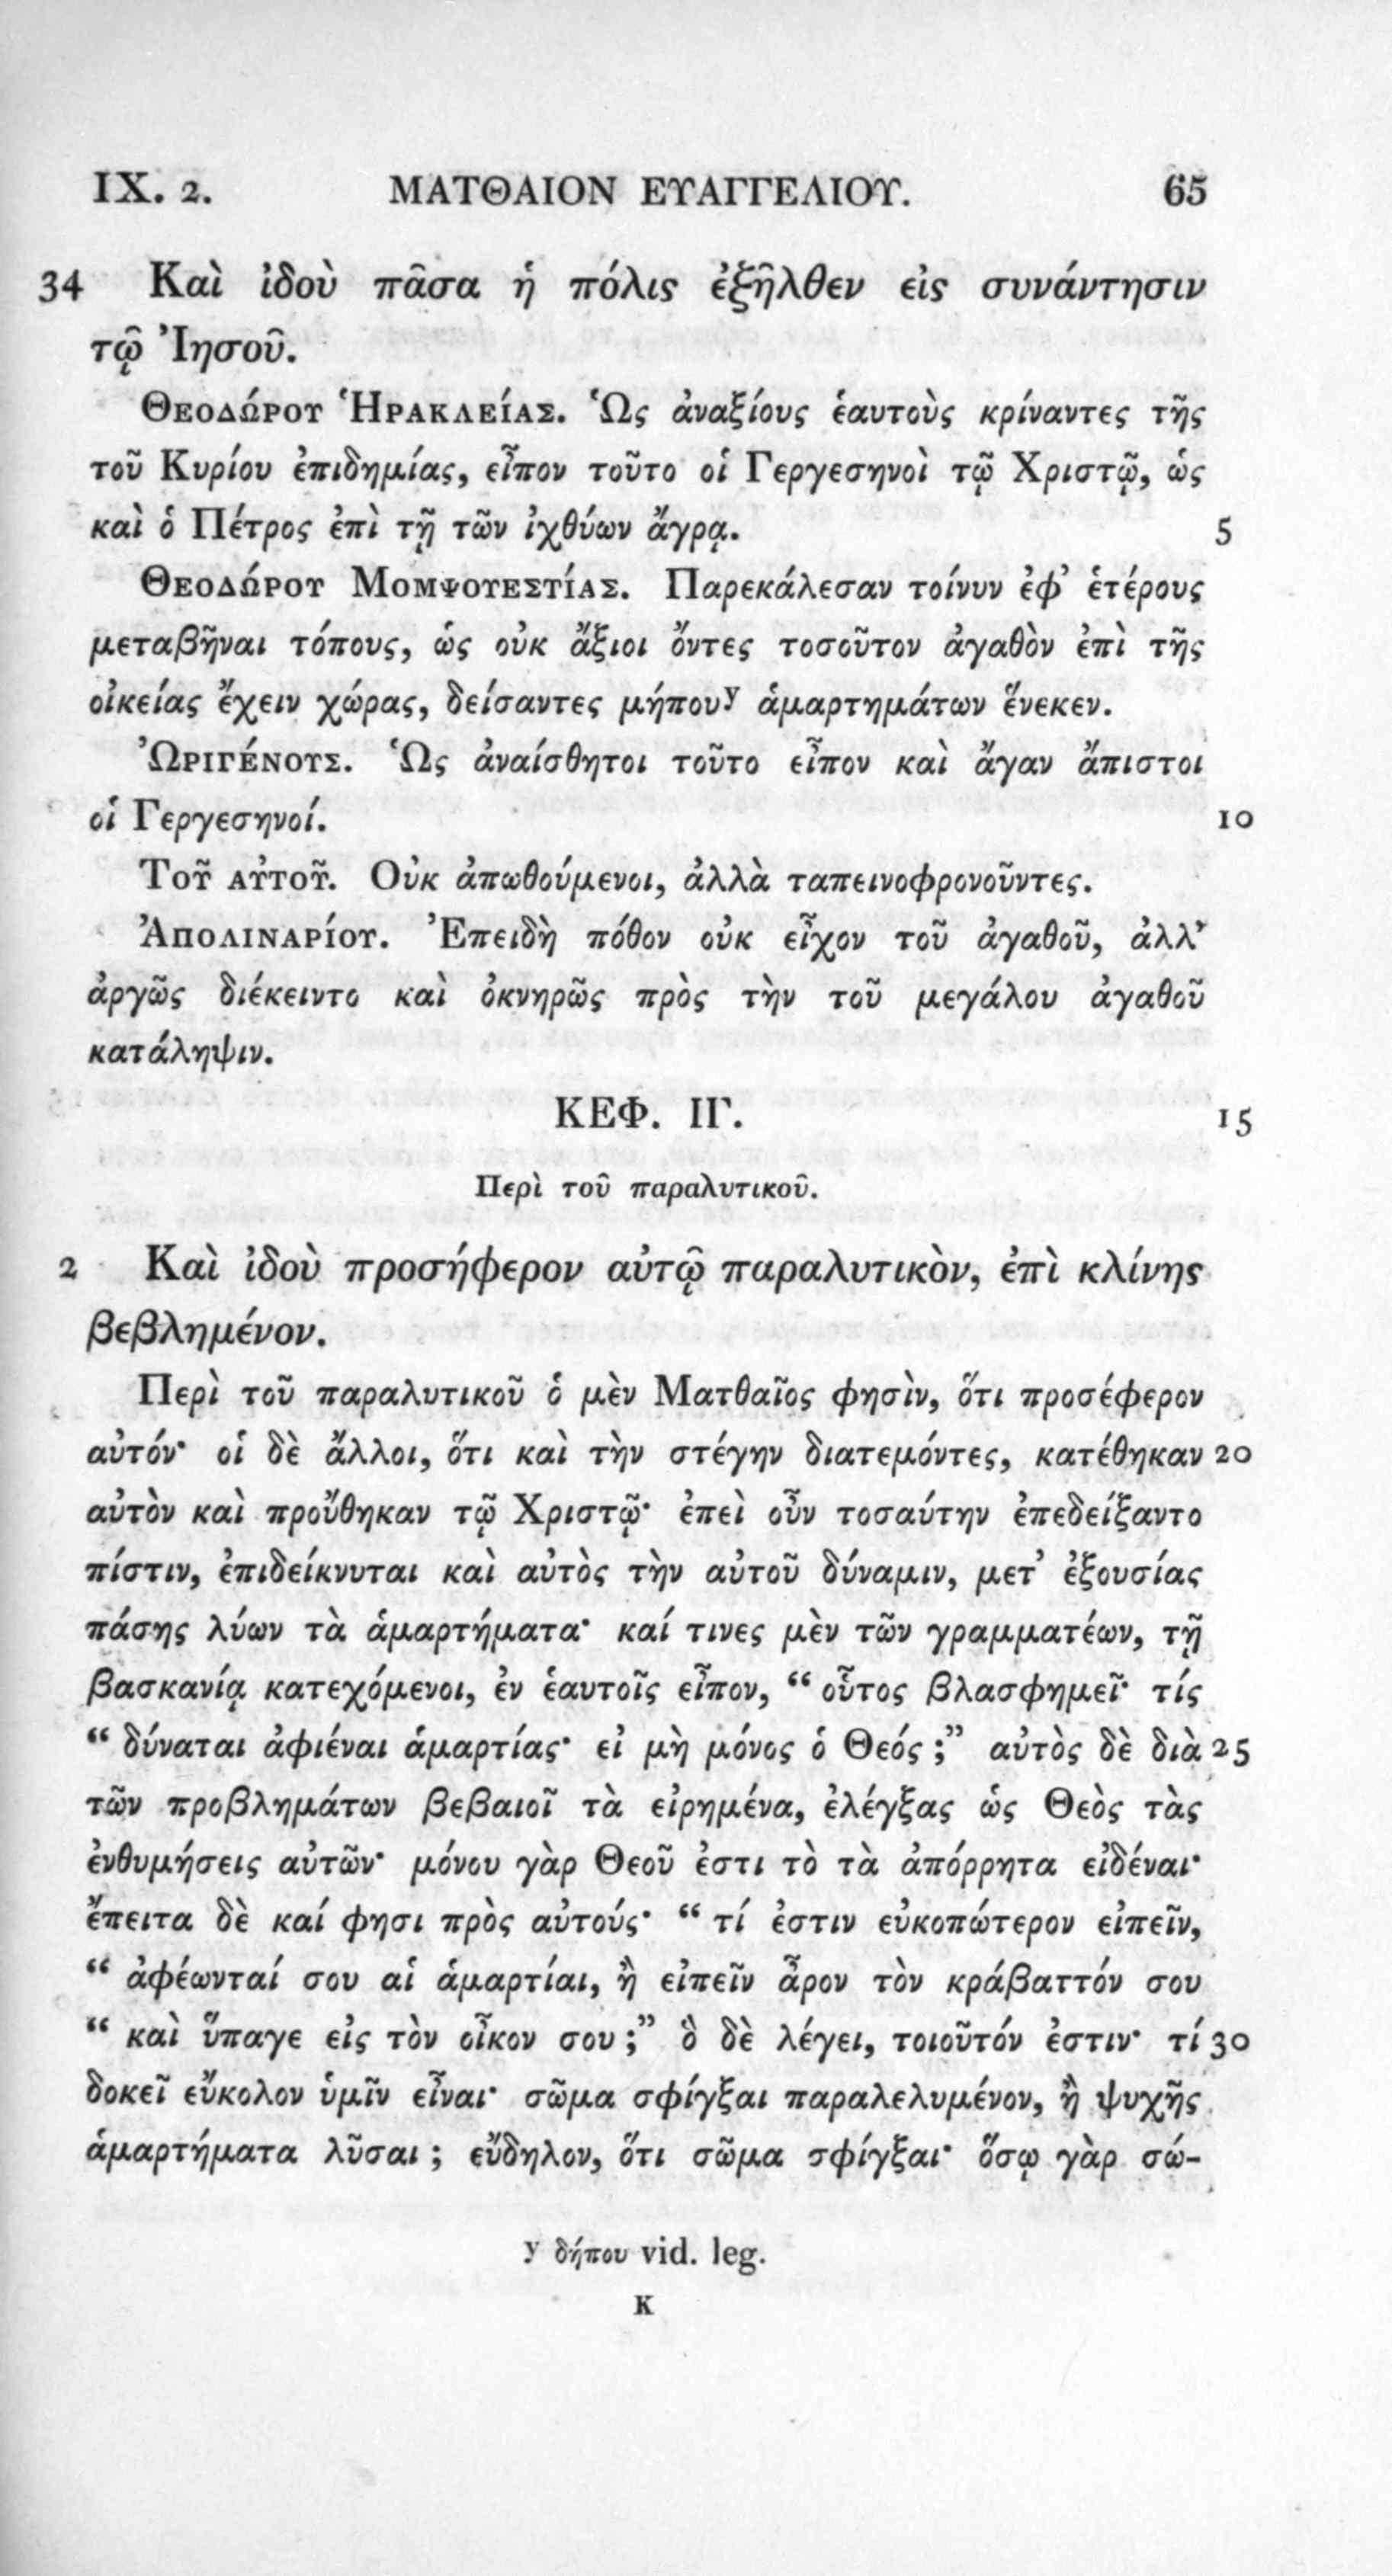 IX. 2. ΜΑΤΘΑΙΟΝ ΕΥΑΓΓΕΛΙΟΥ. 65
34 Καὶ ἰδοὺ πᾶσα ἡ πόλις ἐξῆλθεν εἰς συνάντησιν
τῷ Ἰησοῦ.
Θεοδώρου Ἡρακλείας. Ὡς ἀναξίους ἑαυτοὺς κρίναντες τῆς
τοῦ Κυρίου ἐπιδημίας, εἶπον τοῦτο οἱ Γεργεσηνοὶ τῷ Χριστῷ, ὡς
καὶ ὁ Πέτρος ἐπὶ τῇ τῶν ἰχθύων ἄγρᾳ. 5
Θεοδώρου Μομψουεστίας. Παρεκάλεσαν τοίνυν ἐφ’ ἑτέρους
μεταβῆναι τόπους, ὡς οὐκ ἄξιοι ὄντες τοσοῦτον ἀγαθὸν ἐπὶ τῆς
οἰκείας ἔχειν χώρας, δείσαντες μήπου y ἁμαρτημάτων ἕνεκεν.
Ὠριγένους. Ὡς ἀναίσθητοι τοῦτο εἶπον καὶ ἄγαν ἄπιστοι
οἱ Γεργεσηνοί. 10
Τοῦ αὐτοῦ. Οὐκ ἀπωθούμενοι, ἀλλὰ ταπεινοφρονοῦντες.
Ἀπολιναρίου. Ἐπειδὴ πόθον οὐκ εἶχον τοῦ ἀγαθοῦ, ἀλλ’
ἀργῶς διέκειντο καὶ ὀκνηρῶς πρὸς τὴν τοῦ μεγάλου ἀγαθοῦ
κατάληψιν.
ΚΕΦ. ΙΓ. 15
Περὶ τοῦ παραλυτικοῦ.
2 Καὶ ἰδοὺ προσήφερον αὐτῷ παραλυτικὸν, ἐπὶ κλίνης
βεβλημένον.
Περὶ τοῦ παραλυτικοῦ ὁ μὲν Ματθαῖος φησὶν, ὅτι προσέφερον
αὐτόν· οἱ δὲ ἄλλοι, ὅτι καὶ τὴν στέγην διατεμόντες, κατέθηκαν 20
αὐτὸν καὶ προὔθηκαν τῷ Χριστῷ· ἐπεὶ οὖν τοσαύτην ἐπεδείξαντο
πίστιν, ἐπιδείκνυται καὶ αὐτὸς τὴν αὐτοῦ δύναμιν, μετ’ ἐξουσίας
πάσης λύων τὰ ἁμαρτήματα· καί τινες μὲν τῶν γραμματέων, τῇ
βασκανίᾳ κατεχόμενοι, ἐν ἑαυτοῖς εἶπον, “ οὗτος βλασφημεῖ· τίς
“ δύναται ἀφιέναι ἁμαρτίας· εἰ μὴ μόνος ὁ Θεός ;” αὐτὸς δὲ διὰ 25
τῶν προβλημάτων βεβαιοῖ τὰ εἰρημένα, ἐλέγξας ὡς Θεὸς τὰς
ἐνθυμήσεις αὐτῶν· μόνου γὰρ Θεοῦ ἐστι τὸ τὰ ἀπόρρητα εἰδέναι·
ἔπειτα δὲ καί φησι πρὸς αὐτούς· “ τί ἐστιν εὐκοπώτερον εἰπεῖν,
“ ἀφέωνταί σου αἱ ἁμαρτίαι, ἢ εἰπεῖν ἆρον τὸν κράβαττόν σου
“ καὶ ὕπαγε εἰς τὸν οἶκον σου ;” ὃ δὲ λέγει, τοιοῦτόν ἐστιν· τί 30
δοκεῖ εὔκολον ὑμῖν εἶναι· σῶμα σφίγξαι παραλελυμένον, ἢ ψυχῆς
ἁμαρτήματα λῦσαι ; εὔδηλον, ὅτι σῶμα σφίγξαι· ὅσῳ γὰρ σώ-
y δήπου vid. leg.
K